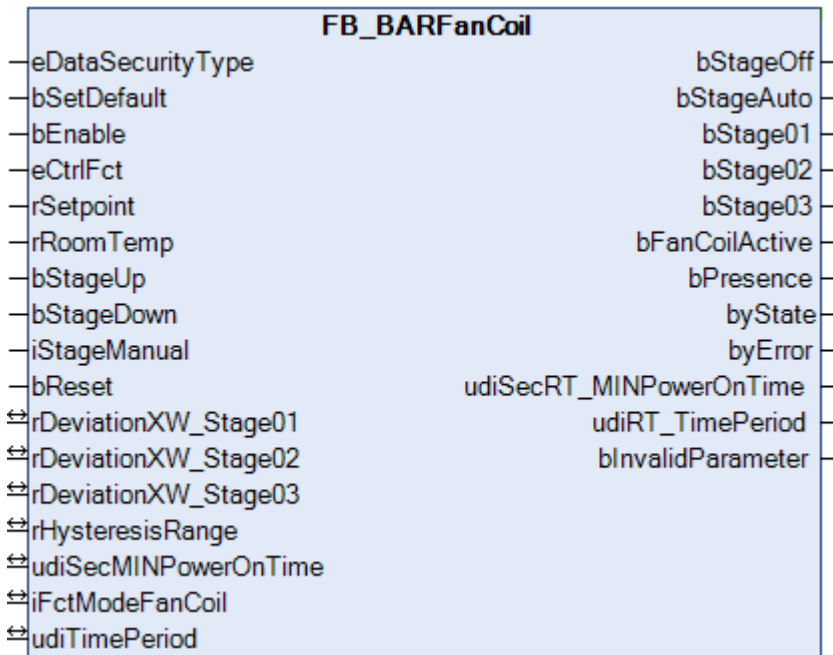 FB_BARFanCoil
eDataSecurityType bStageOff
bSetDefault bStageAuto
bEnable bStage01
eCtrlFct bStage02
rSetpoint bStage03
rRoomTemp bFanCoilActive
bStageUp bPresence
bStageDown byState
iStageManual byError
bReset udiSecRT_MINPowerOnTime
rDeviationXW_Stage01 udiRT_TimePeriod
rDeviationXW_Stage02 bInvalidParameter
rDeviationXW_Stage03
rHysteresisRange
udiSecMINPowerOnTime
iFctModeFanCoil
udiTimePeriod